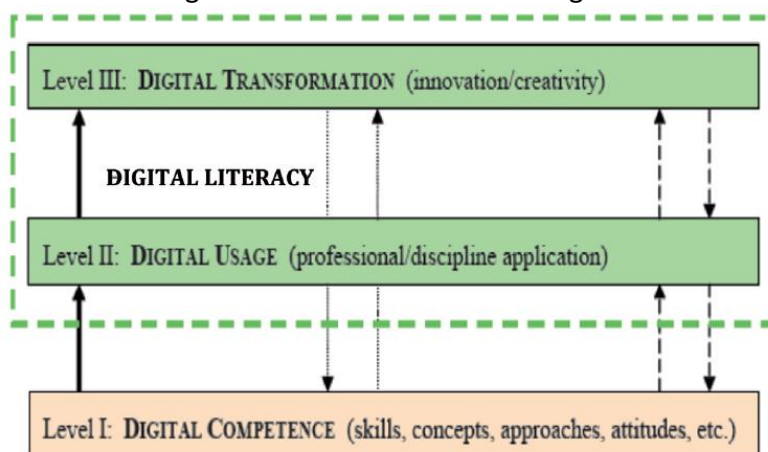 Level III: DIGITAL TRANSFORMATION (innovation/creativity)
DIGITAL LITERACY
Level II: DIGITAL USAGE (professional/discipline application)
Level I: DIGITAL COMPETENCE (skills, concepts, approaches, attitudes, etc.)